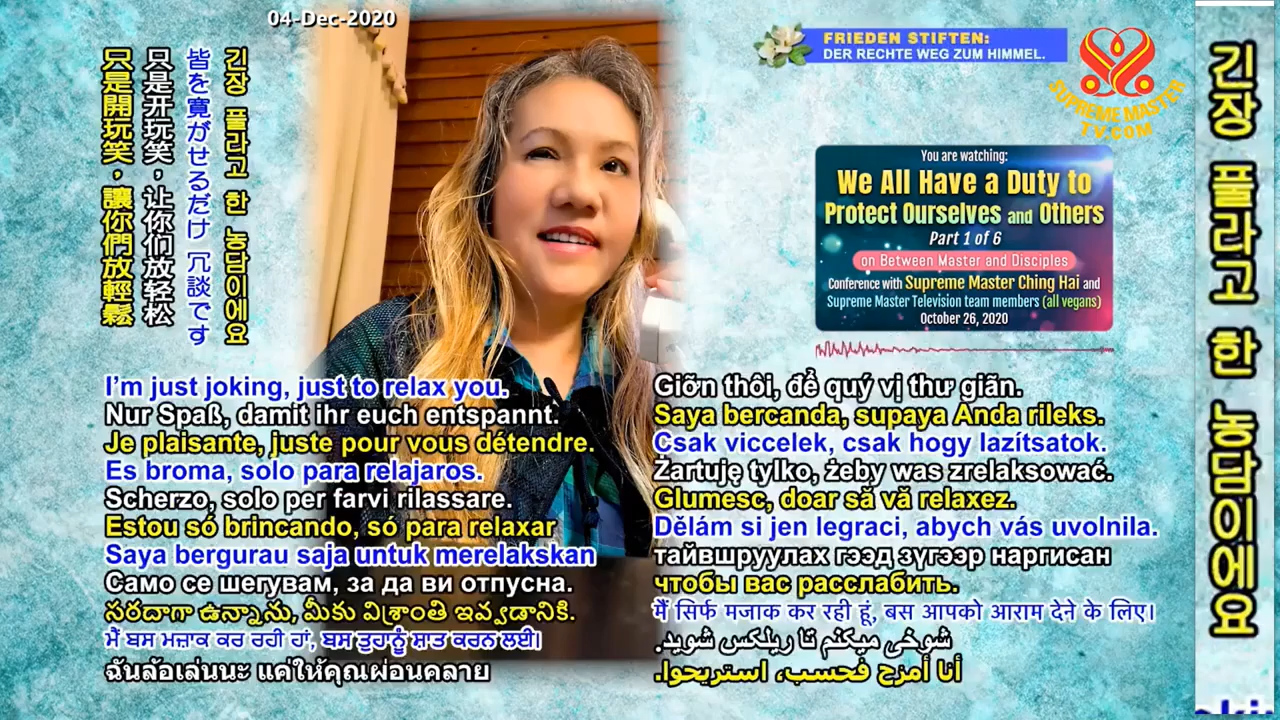 04-Dec-2020
FRIEDEN STIFTEN:
DER RECHTE WEG ZUM HIMMEL.
SUPREME MASTER
TV.COM
You are watching:
We All Have a Duty to
Protect Ourselves and Others
Part 1 of 6
on Between Master and Disciples
Conference with Supreme Master Ching Hai and
Supreme Master Television team members (all vegans)
October 26, 2020
긴장 풀라고 한 농담이에요
皆を寛がせるだけ 冗談です
只是开玩笑，让你们放轻松
只是開玩笑，讓你們放輕鬆
I'm just joking, just to relax you.
Nur Spaß, damit ihr euch entspannt.
Je plaisante, juste pour vous détendre.
Es broma, solo para relajaros.
Scherzo, solo per farvi rilassare.
Estou só brincando, só para relaxar
Saya bergurau saja untuk merelakskan
Само се шегувам, за да ви отпусна.
సరదాగా ఉన్నాను, మీకు విశ్రాంతి ఇవ్వడానికి.
ਮੈਂ ਬਸ ਮਜ਼ਾਕ ਕਰ ਰਹੀ ਹਾਂ, ਬਸ ਤੁਹਾਨੂੰ ਸ਼ਾਤ ਕਰਨ ਲਈ।
ฉันล้อเล่นนะ แค่ให้คุณผ่อนคลาย
Giỡn thôi, để quý vị thư giãn.
Saya bercanda, supaya Anda rileks.
Csak viccelek, csak hogy lazítsatok.
Żartuję tylko, żeby was zrelaksować.
Glumesc, doar să vă relaxez.
Dělám si jen legraci, abych vás uvolnila.
тайвшруулах гээд зүгээр наргисан
чтобы вас расслабить.
मैं सिर्फ मजाक कर रही हूं, बस आपको आराम देने के लिए।
شوخی میکنم تا ریلکس شوید.
أنا أمزح فحسب، استريحوا.
긴장 풀라고 한 농담이에요